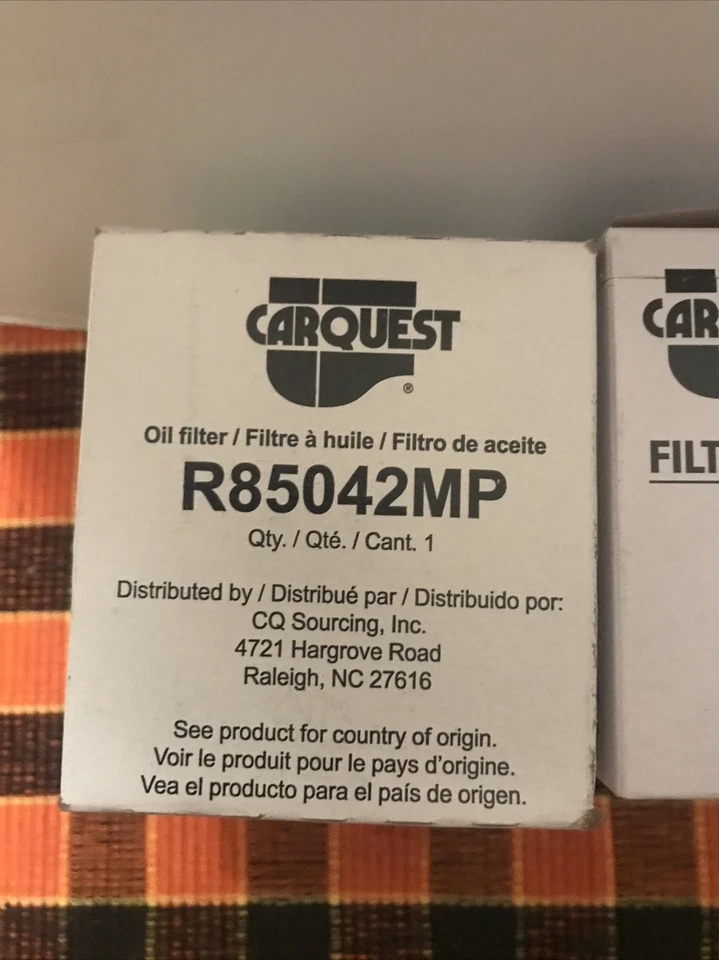 CARQUEST
®
Oil filter / Filtre à huile / Filtro de aceite
R85042MP
Qty. / Qté. / Cant. 1
Distributed by / Distribué par / Distribuido por:
CQ Sourcing, Inc.
4721 Hargrove Road
Raleigh, NC 27616
See product for country of origin.
Voir le produit pour le pays d'origine.
Vea el producto para el país de origen.
CAR
FILT